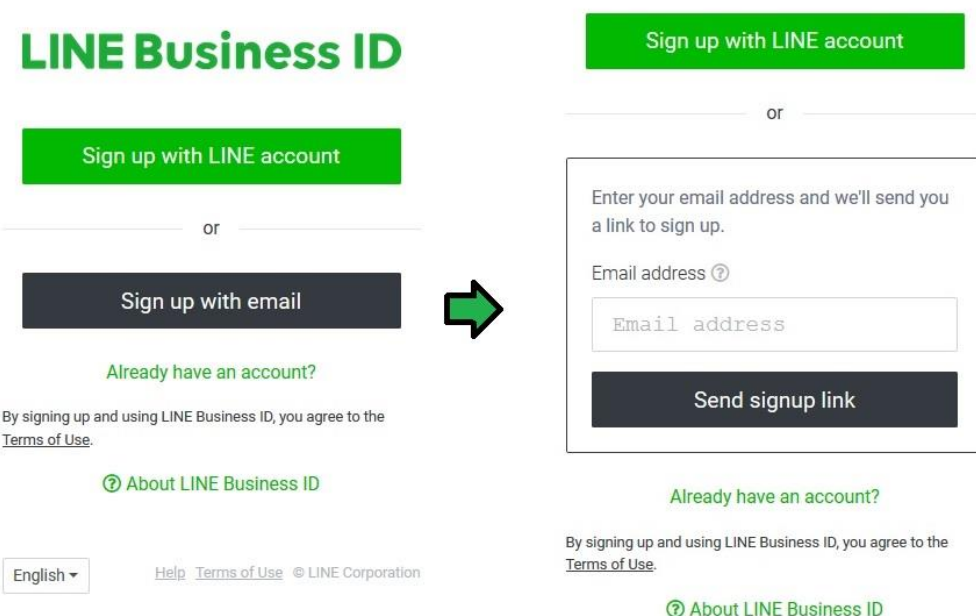 LINE Business ID
Sign up with LINE account
or
Sign up with email
Already have an account?
By signing up and using LINE Business ID, you agree to the
Terms of Use.
? About LINE Business ID
English
Help Terms of Use © LINE Corporation
Sign up with LINE account
or
Enter your email address and we'll send you
a link to sign up.
Email address ?
Email address
Send signup link
Already have an account?
By signing up and using LINE Business ID, you agree to the
Terms of Use.
? About LINE Business ID